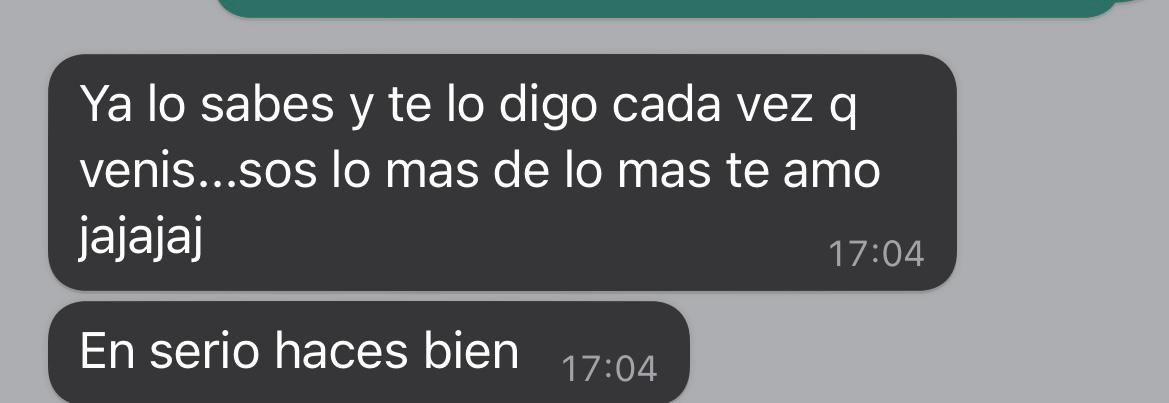 Ya lo sabes y te lo digo cada vez q
venis...sos lo mas de lo mas te amo
jajajaj
17:04
En serio haces bien 17:04